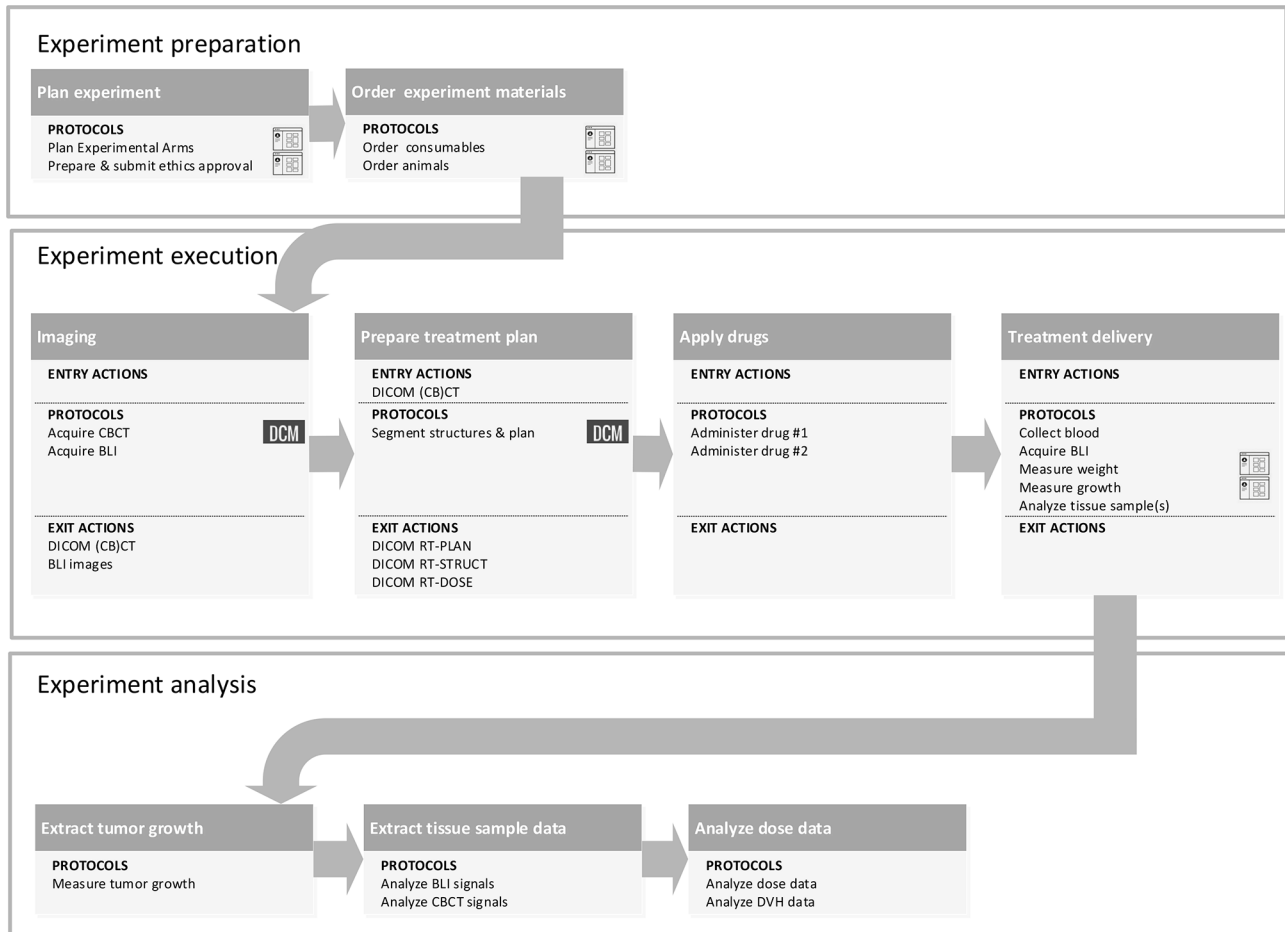 Experiment preparation
Plan experiment
PROTOCOLS
Plan Experimental Arms
Prepare & submit ethics approval
Order experiment materials
PROTOCOLS
Order consumables
Order animals
Experiment execution
Imaging
ENTRY ACTIONS
PROTOCOLS
Acquire CBCT
Acquire BLI
DCM
EXIT ACTIONS
DICOM (CB)CT
BLI images
Prepare treatment plan
ENTRY ACTIONS
DICOM (CB)CT
PROTOCOLS
Segment structures & plan
DCM
EXIT ACTIONS
DICOM RT-PLAN
DICOM RT-STRUCT
DICOM RT-DOSE
Apply drugs
ENTRY ACTIONS
PROTOCOLS
Administer drug #1
Administer drug #2
EXIT ACTIONS
Treatment delivery
ENTRY ACTIONS
PROTOCOLS
Collect blood
Acquire BLI
Measure weight
Measure growth
Analyze tissue sample(s)
EXIT ACTIONS
Experiment analysis
Extract tumor growth
PROTOCOLS
Measure tumor growth
Extract tissue sample data
PROTOCOLS
Analyze BLI signals
Analyze CBCT signals
Analyze dose data
PROTOCOLS
Analyze dose data
Analyze DVH data